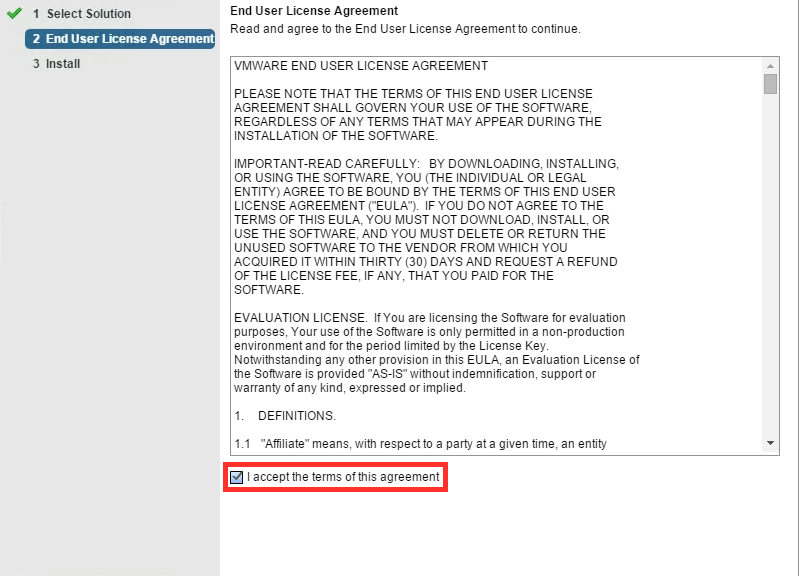 1 Select Solution
2 End User License Agreement
3 Install
End User License Agreement
Read and agree to the End User License Agreement to continue.
VMWARE END USER LICENSE AGREEMENT
PLEASE NOTE THAT THE TERMS OF THIS END USER LICENSE
AGREEMENT SHALL GOVERN YOUR USE OF THE SOFTWARE,
REGARDLESS OF ANY TERMS THAT MAY APPEAR DURING THE
INSTALLATION OF THE SOFTWARE.
IMPORTANT-READ CAREFULLY: BY DOWNLOADING, INSTALLING,
OR USING THE SOFTWARE, YOU (THE INDIVIDUAL OR LEGAL
ENTITY) AGREE TO BE BOUND BY THE TERMS OF THIS END USER
LICENSE AGREEMENT ("EULA"). IF YOU DO NOT AGREE TO THE
TERMS OF THIS EULA, YOU MUST NOT DOWNLOAD, INSTALL, OR
USE THE SOFTWARE, AND YOU MUST DELETE OR RETURN THE
UNUSED SOFTWARE TO THE VENDOR FROM WHICH YOU
ACQUIRED IT WITHIN THIRTY (30) DAYS AND REQUEST A REFUND
OF THE LICENSE FEE, IF ANY, THAT YOU PAID FOR THE
SOFTWARE.
EVALUATION LICENSE. If You are licensing the Software for evaluation
purposes, Your use of the Software is only permitted in a non-production
environment and for the period limited by the License Key.
Notwithstanding any other provision in this EULA, an Evaluation License of
the Software is provided "AS-IS" without indemnification, support or
warranty of any kind, expressed or implied.
1. DEFINITIONS.
1.1 "Affiliate" means, with respect to a party at a given time, an entity
I accept the terms of this agreement